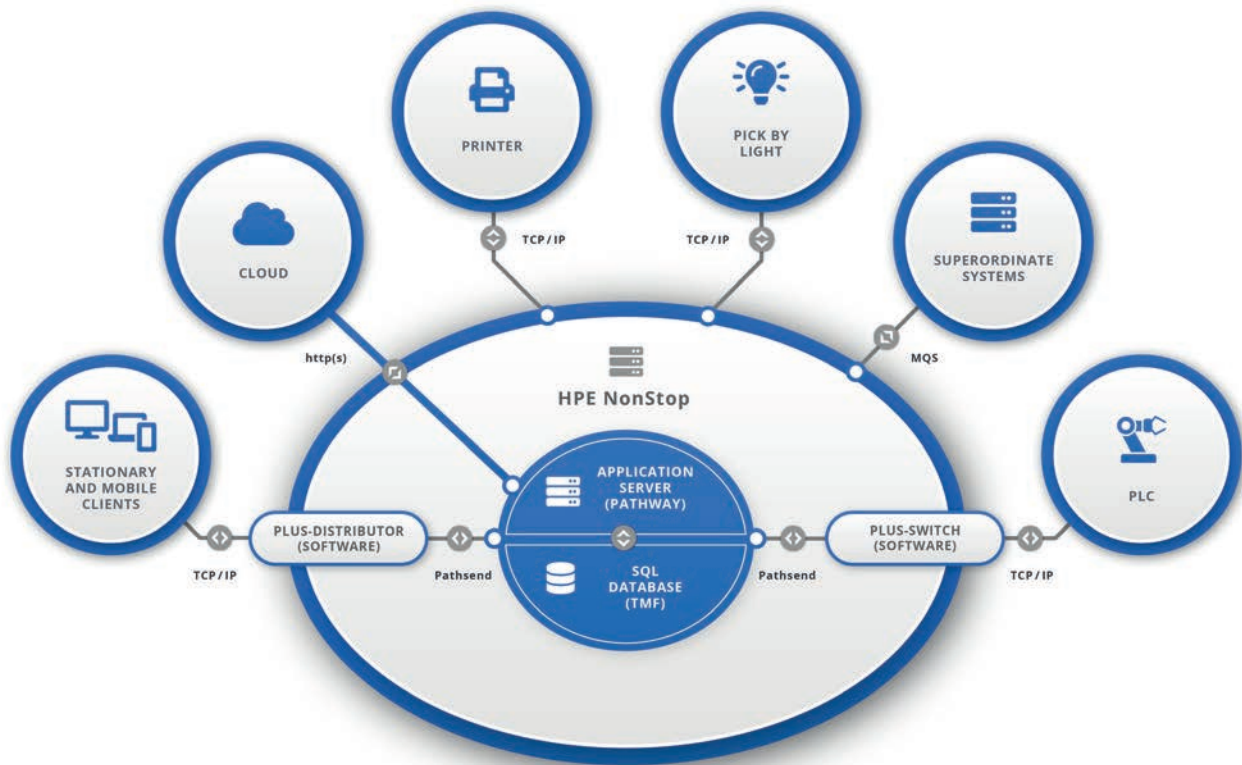 PRINTER
PICK BY
LIGHT
CLOUD
SUPERORDINATE
SYSTEMS
TCP / IP
TCP / IP
http(s)
MQS
HPE NonStop
STATIONARY
AND MOBILE
CLIENTS
PLC
APPLICATION
SERVER
(PATHWAY)
PLUS-DISTRIBUTOR
(SOFTWARE)
PLUS-SWITCH
(SOFTWARE)
TCP / IP
Pathsend
SQL
DATABASE
(TMF)
Pathsend
TCP / IP